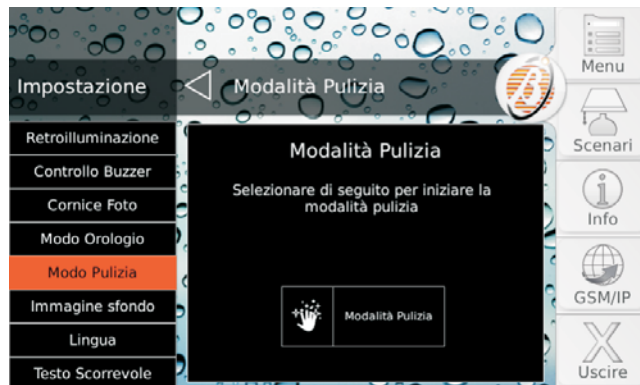 Impostazione
Modalità Pulizia
Retroilluminazione
Controllo Buzzer
Cornice Foto
Modo Orologio
Modo Pulizia
Immagine sfondo
Lingua
Testo Scorrevole
Modalità Pulizia
Selezionare di seguito per iniziare la
modalità pulizia
Modalità Pulizia
Menu
Scenari
Info
GSM/IP
Uscire